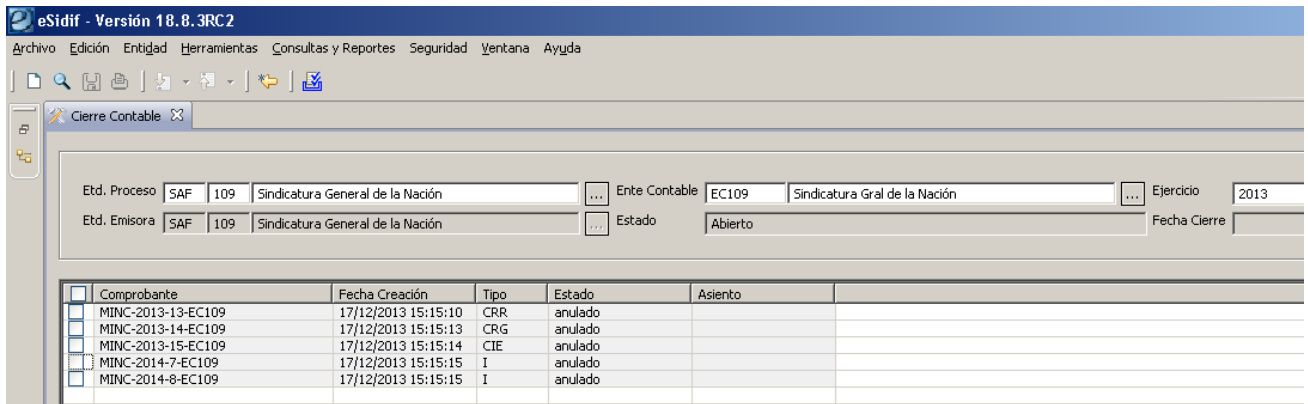 eSidif - Versión 18.8.3RC2
Archivo Edición Entidad Herramientas Consultas y Reportes Seguridad Ventana Ayuda
Cierre Contable
Etd. Proceso SAF 109 Sindicatura General de la Nación ... Ente Contable EC109 Sindicatura Gral de la Nación ... Ejercicio 2013
Etd. Emisora SAF 109 Sindicatura General de la Nación ... Estado Abierto Fecha Cierre
Comprobante Fecha Creación Tipo Estado Asiento
MINC-2013-13-EC109 17/12/2013 15:15:10 CRR anulado
MINC-2013-14-EC109 17/12/2013 15:15:13 CRG anulado
MINC-2013-15-EC109 17/12/2013 15:15:14 CIE anulado
MINC-2014-7-EC109 17/12/2013 15:15:15 I anulado
MINC-2014-8-EC109 17/12/2013 15:15:15 I anulado